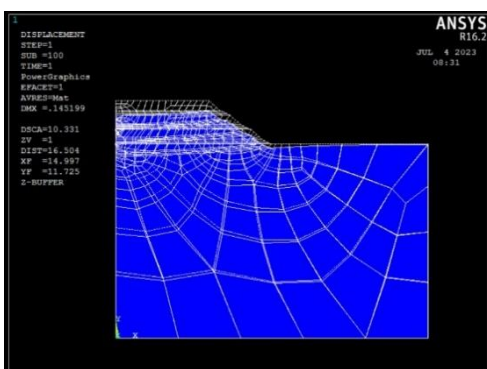 1
DISPLACEMENT
STEP=1
SUB =100
TIME=1
PowerGraphics
EFACET=1
AVRES=Mat
DMX =.145199
DSCA=10.331
ZV =1
DIST=16.504
XF =14.997
YF =11.725
Z-BUFFER
ANSYS
R16.2
JUL 4 2023
08:31
Y
X